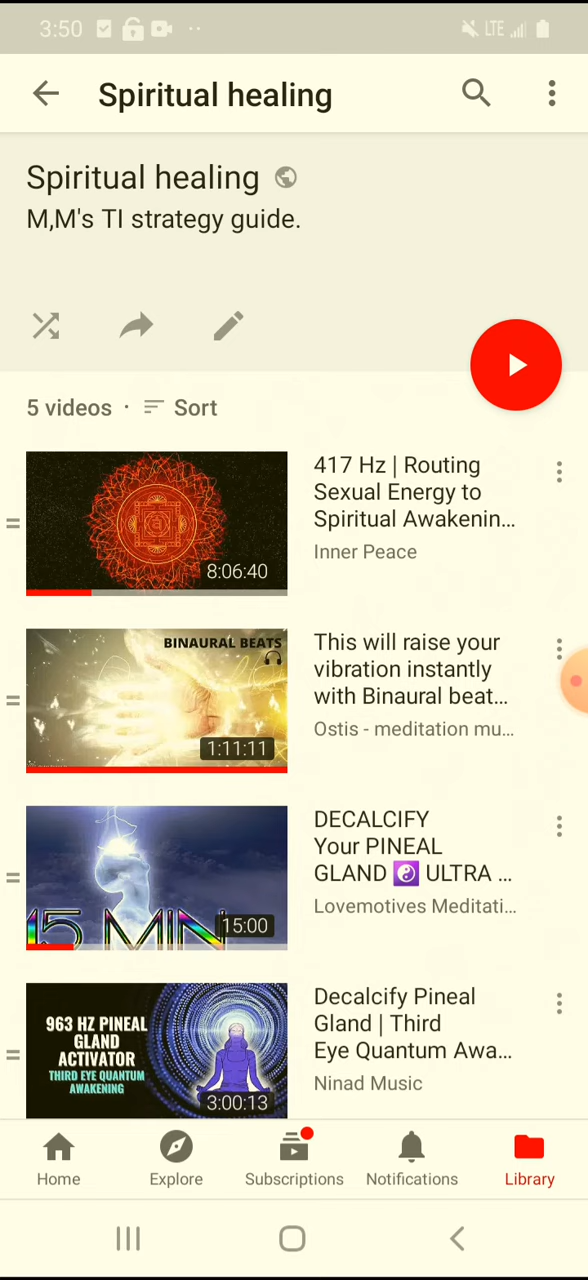 3:50
LTE
Spiritual healing
Spiritual healing
M,M's TI strategy guide.
5 videos · Sort
8:06:40
417 Hz | Routing
Sexual Energy to
Spiritual Awakenin...
Inner Peace
BINAURAL BEATS
1:11:11
This will raise your
vibration instantly
with Binaural beat...
Ostis - meditation mu...
15 MIN
15:00
DECALCIFY
Your PINEAL
GLAND ☯ ULTRA ...
Lovemotives Meditati...
963 HZ PINEAL
GLAND
ACTIVATOR
THIRD EYE QUANTUM
AWAKENING
3:00:13
Decalcify Pineal
Gland | Third
Eye Quantum Awa...
Ninad Music
Home
Explore
Subscriptions
Notifications
Library